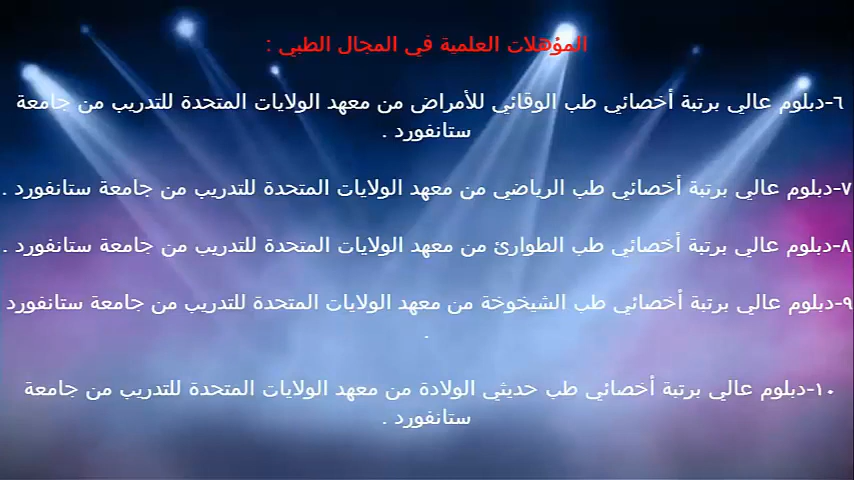 المؤهلات العلمية في المجال الطبي :
٦-دبلوم عالي برتبة أخصائي طب الوقائي للأمراض من معهد الولايات المتحدة للتدريب من جامعة
ستانفورد .
٧-دبلوم عالي برتبة أخصائي طب الرياضي من معهد الولايات المتحدة للتدريب من جامعة ستانفورد .
٨-دبلوم عالي برتبة أخصائي طب الطوارئ من معهد الولايات المتحدة للتدريب من جامعة ستانفورد .
٩-دبلوم عالي برتبة أخصائي طب الشيخوخة من معهد الولايات المتحدة للتدريب من جامعة ستانفورد
.
١٠-دبلوم عالي برتبة أخصائي طب حديثي الولادة من معهد الولايات المتحدة للتدريب من جامعة
ستانفورد .